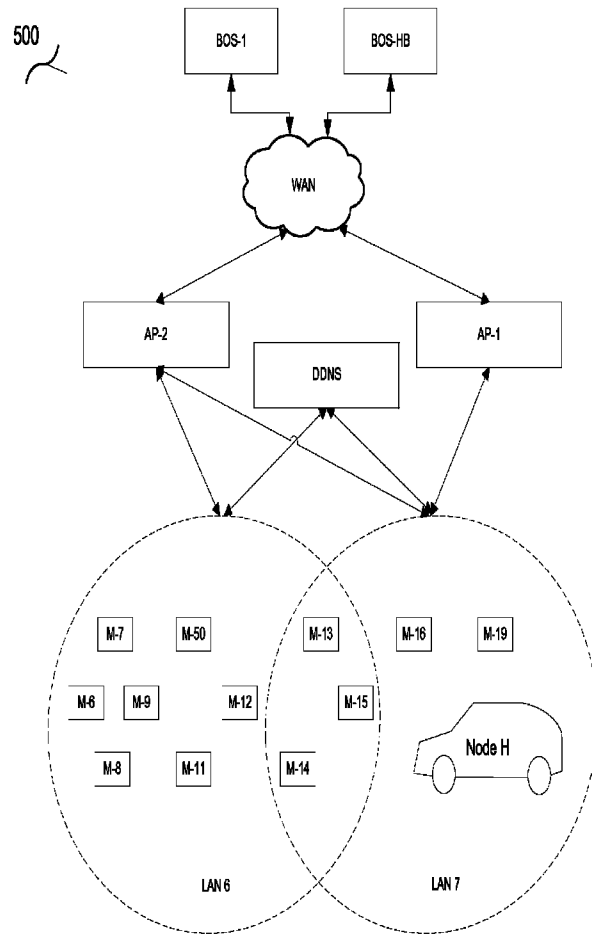 500
BOS-1
BOS-HB
WAN
AP-2
AP-1
DDNS
M-7
M-50
M-13
M-16
M-19
M-6
M-9
M-12
M-15
Node H
M-8
M-11
M-14
LAN 6
LAN 7